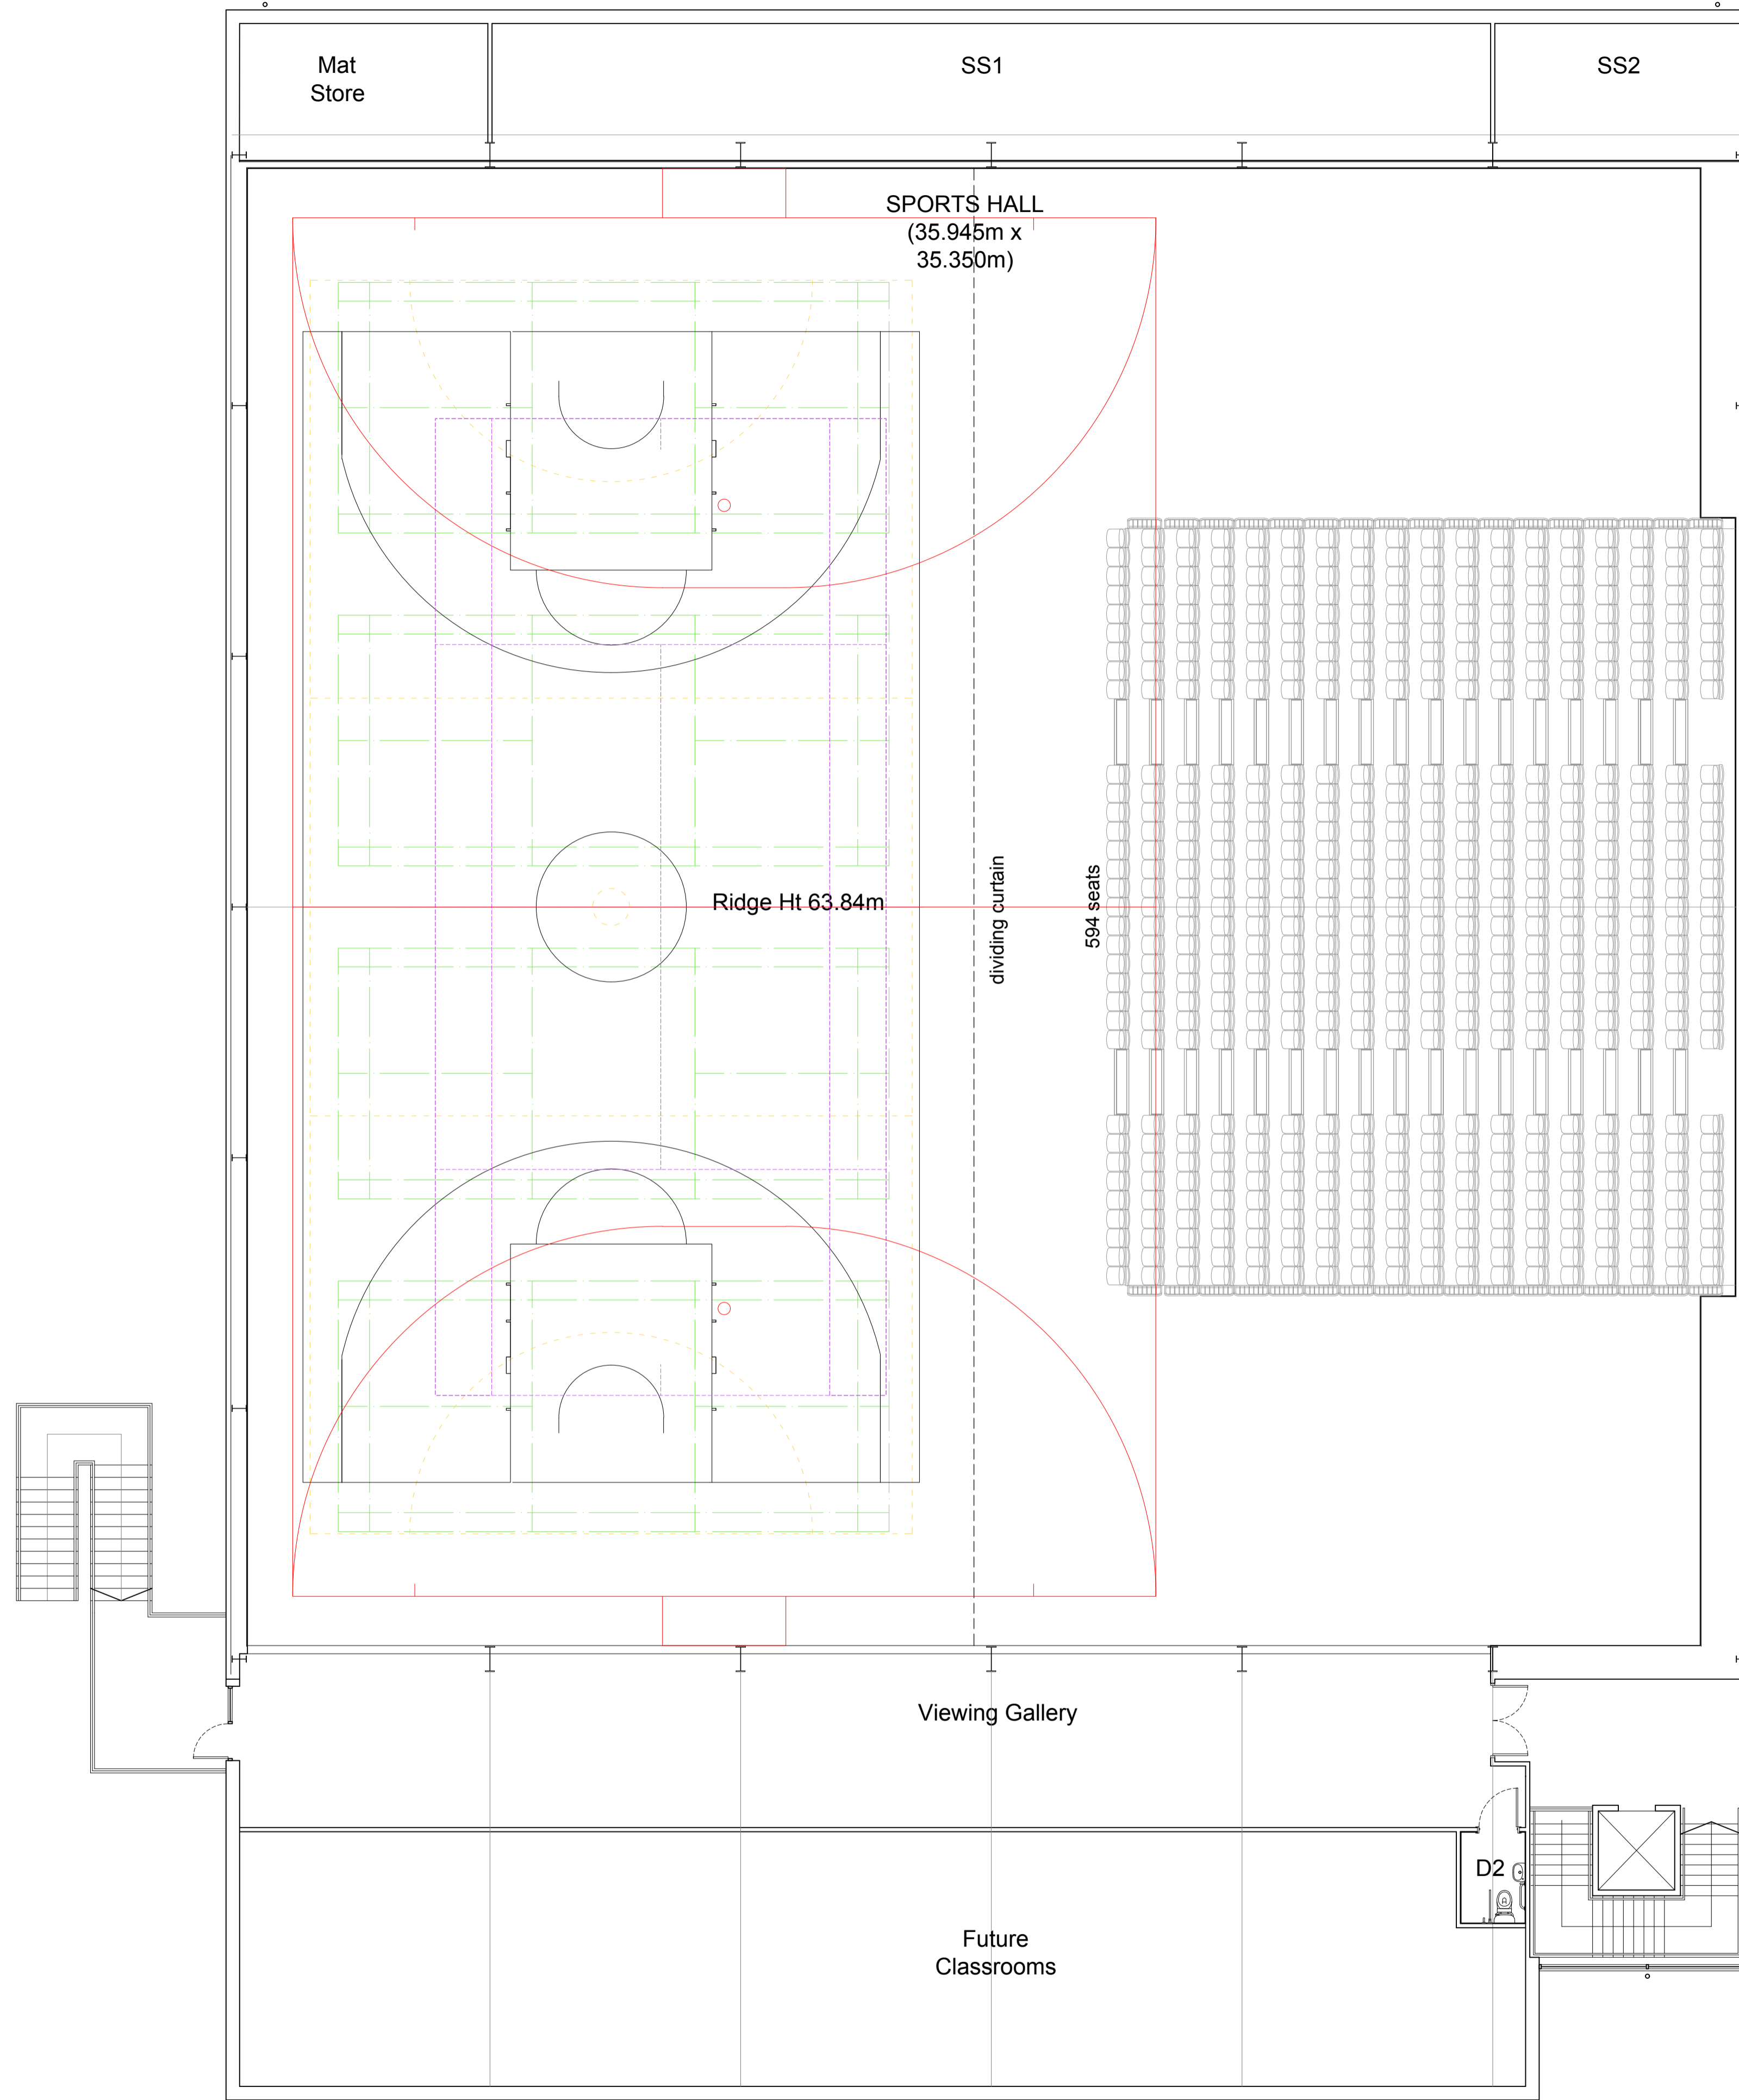 Mat
Store
SS1
SS2
SPORTS HALL
(35.945m x
35.350m)
Ridge Ht 63.84m
dividing curtain
594 seats
Viewing Gallery
D2
Future
Classrooms